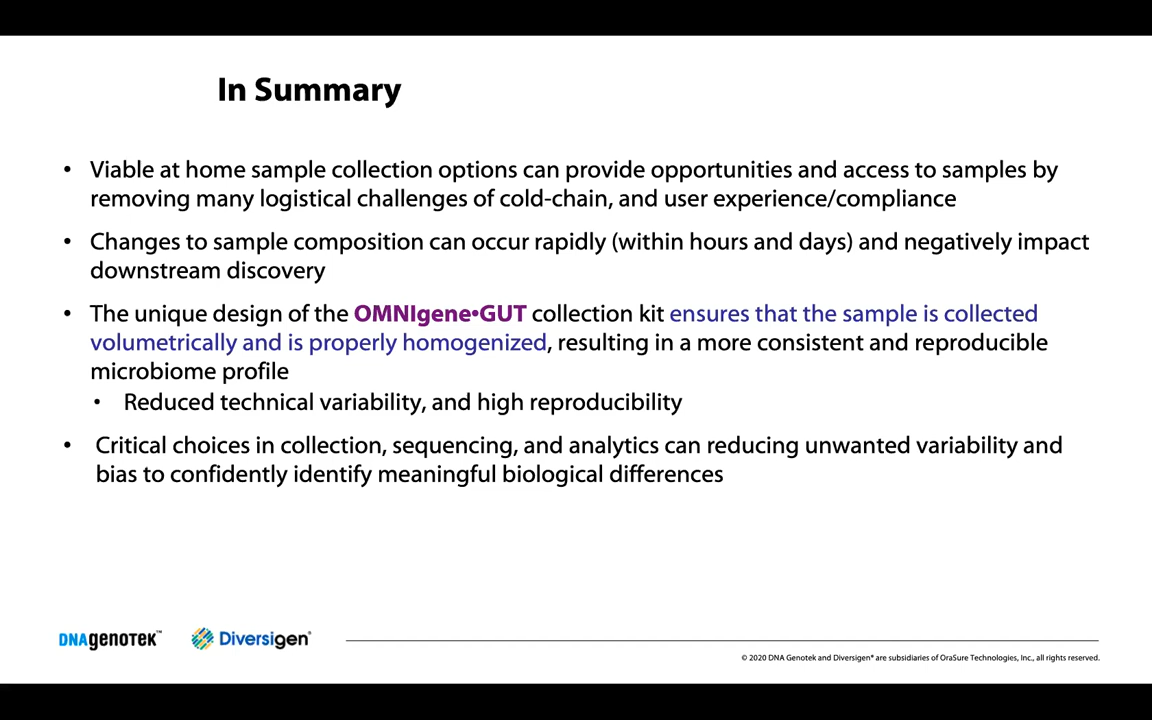 In Summary
• Viable at home sample collection options can provide opportunities and access to samples by
removing many logistical challenges of cold-chain, and user experience/compliance
• Changes to sample composition can occur rapidly (within hours and days) and negatively impact
downstream discovery
• The unique design of the OMNIgene•GUT collection kit ensures that the sample is collected
volumetrically and is properly homogenized, resulting in a more consistent and reproducible
microbiome profile
• Reduced technical variability, and high reproducibility
• Critical choices in collection, sequencing, and analytics can reducing unwanted variability and
bias to confidently identify meaningful biological differences
DNAgenotek™ Diversigen®
© 2020 DNA Genotek and Diversigen® are subsidiaries of OraSure Technologies, Inc., all rights reserved.